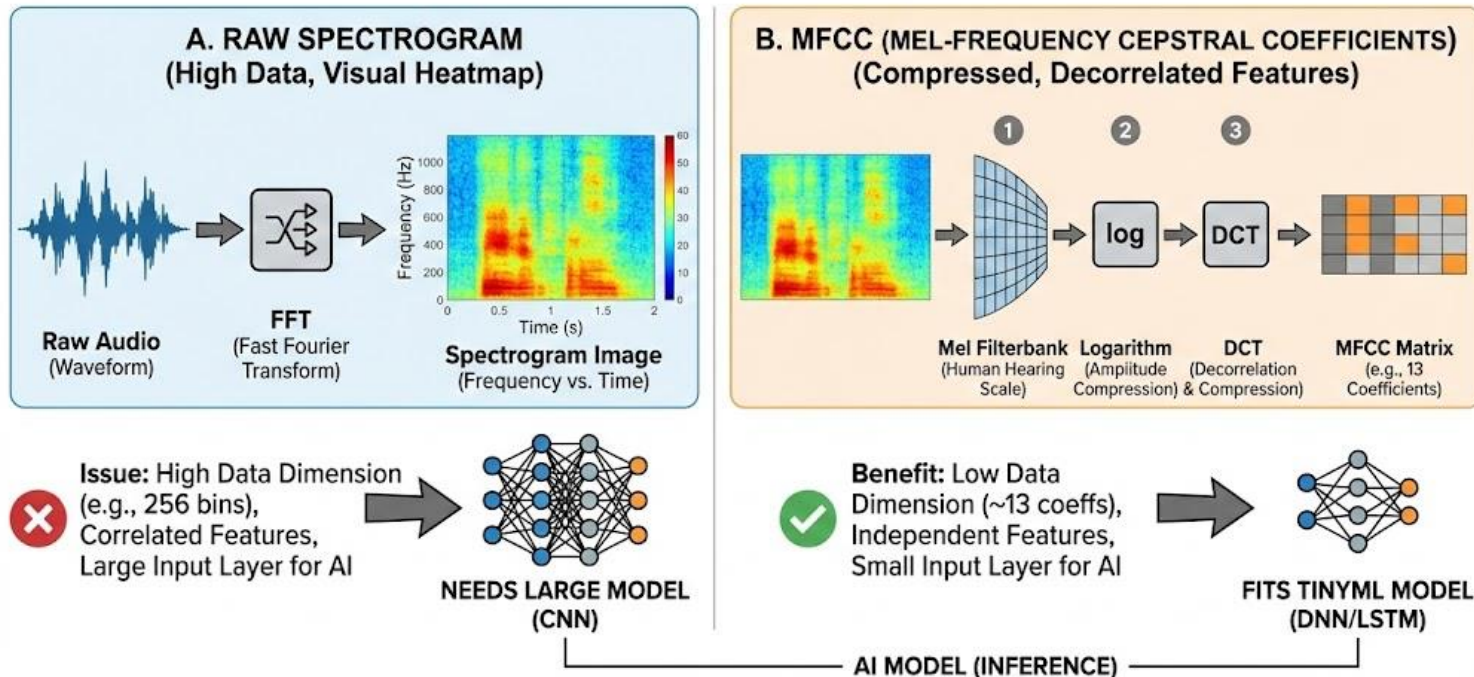 A. RAW SPECTROGRAM
(High Data, Visual Heatmap)
Raw Audio
(Waveform)
FFT
(Fast Fourier
Transform)
Frequency (Hz)
1000
800
600
400
200
0
0
0.5
1
1.5
2
Time (s)
60
50
40
30
20
10
0
Spectrogram Image
(Frequency vs. Time)
Issue: High Data Dimension
(e.g., 256 bins),
Correlated Features,
Large Input Layer for AI
NEEDS LARGE MODEL
(CNN)
B. MFCC (MEL-FREQUENCY CEPSTRAL COEFFICIENTS)
(Compressed, Decorrelated Features)
1
2
3
log
DCT
Mel Filterbank
(Human Hearing
Scale)
Logarithm
(Ampiitude
Compression)
DCT
(Decorrelation
& Compression)
MFCC Matrix
(e.g., 13
Coefficients)
Benefit: Low Data
Dimension (~13 coeffs),
Independent Features,
Small Input Layer for AI
FITS TINYML MODEL
(DNN/LSTM)
AI MODEL (INFERENCE)